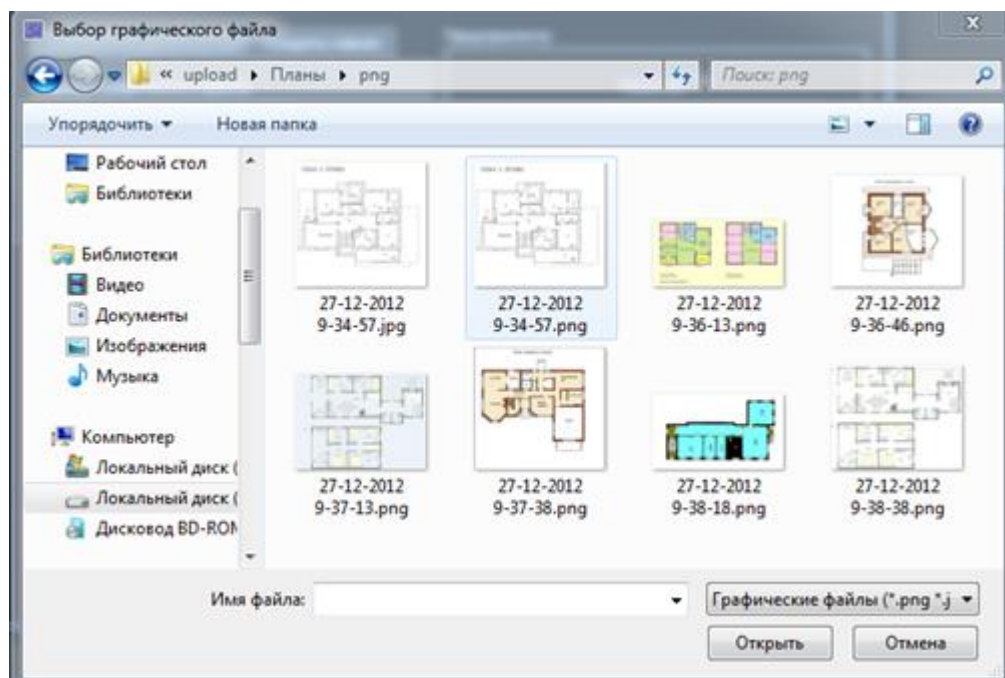 Выбор графического файла
« upload ▸ Планы ▸ png
Поиск: png
Упорядочить ▾ Новая папка
Рабочий стол
Библиотеки
Библиотеки
Видео
Документы
Изображения
Музыка
Компьютер
Локальный диск (
Локальный диск (
Дисковод BD-ROM
27-12-2012
9-34-57.jpg
27-12-2012
9-34-57.png
27-12-2012
9-36-13.png
27-12-2012
9-36-46.png
27-12-2012
9-37-13.png
27-12-2012
9-37-38.png
27-12-2012
9-38-18.png
27-12-2012
9-38-38.png
Имя файла:
Графические файлы (*.png *.j
Открыть
Отмена